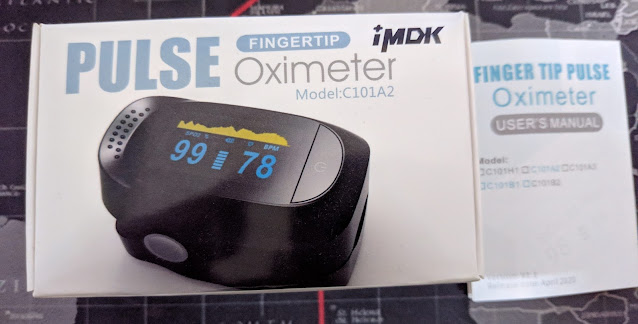 PULSE
FINGERTIP
Oximeter
Model:C101A2
iMDK
SPO2 %
BPM
99
78
FINGER TIP PULSE
Oximeter
USER'S MANUAL
Model:
□C101H1 □C101A2 □C101A3
□C101B1 □C101B2